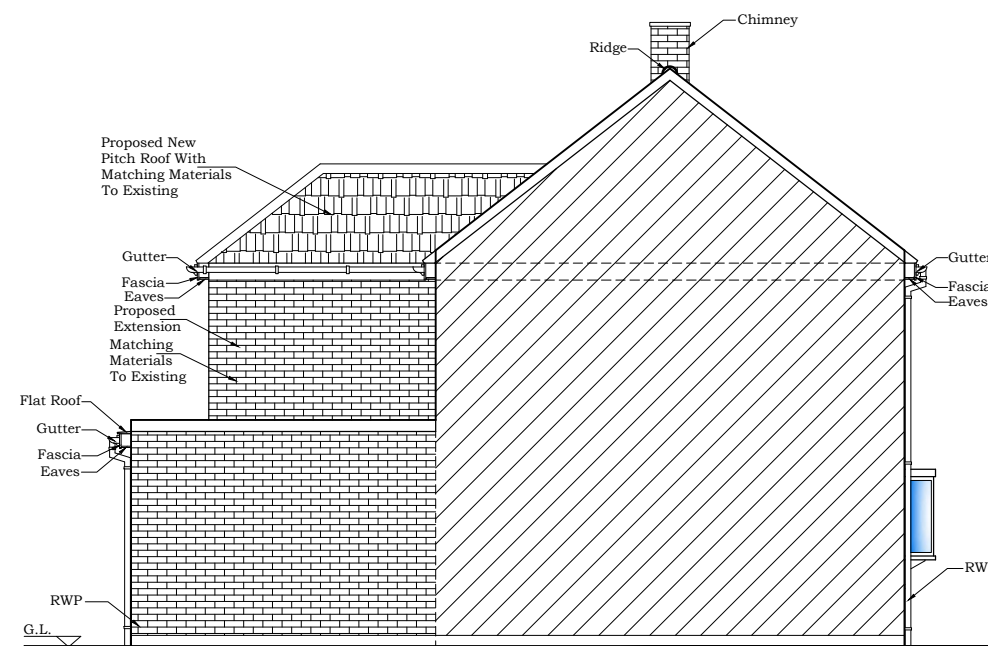 Chimney
Ridge
Proposed New
Pitch Roof With
Matching Materials
To Existing
Gutter
Fascia
Eaves
Proposed
Extension
Matching
Materials
To Existing
Flat Roof
Gutter
Fascia
Eaves
RWP
G.L.
Gutter
Fascia
Eaves
RW